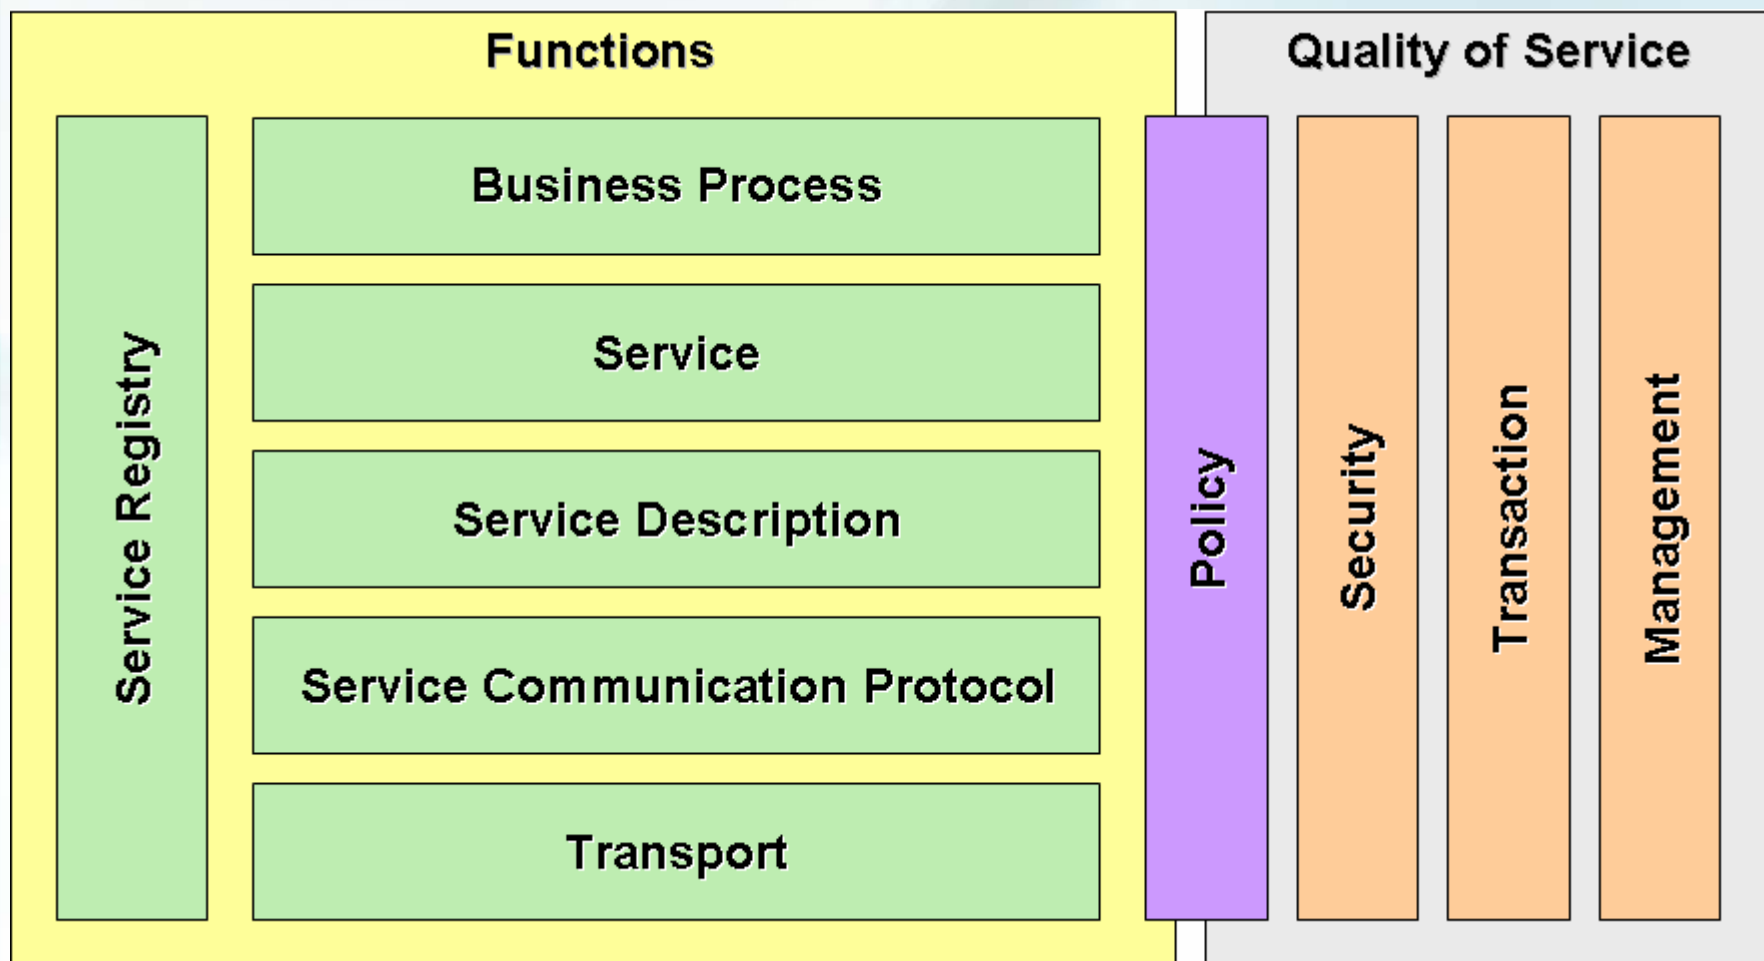 Functions
Quality of Service
Service Registry
Business Process
Service
Service Description
Service Communication Protocol
Transport
Policy
Security
Transaction
Management